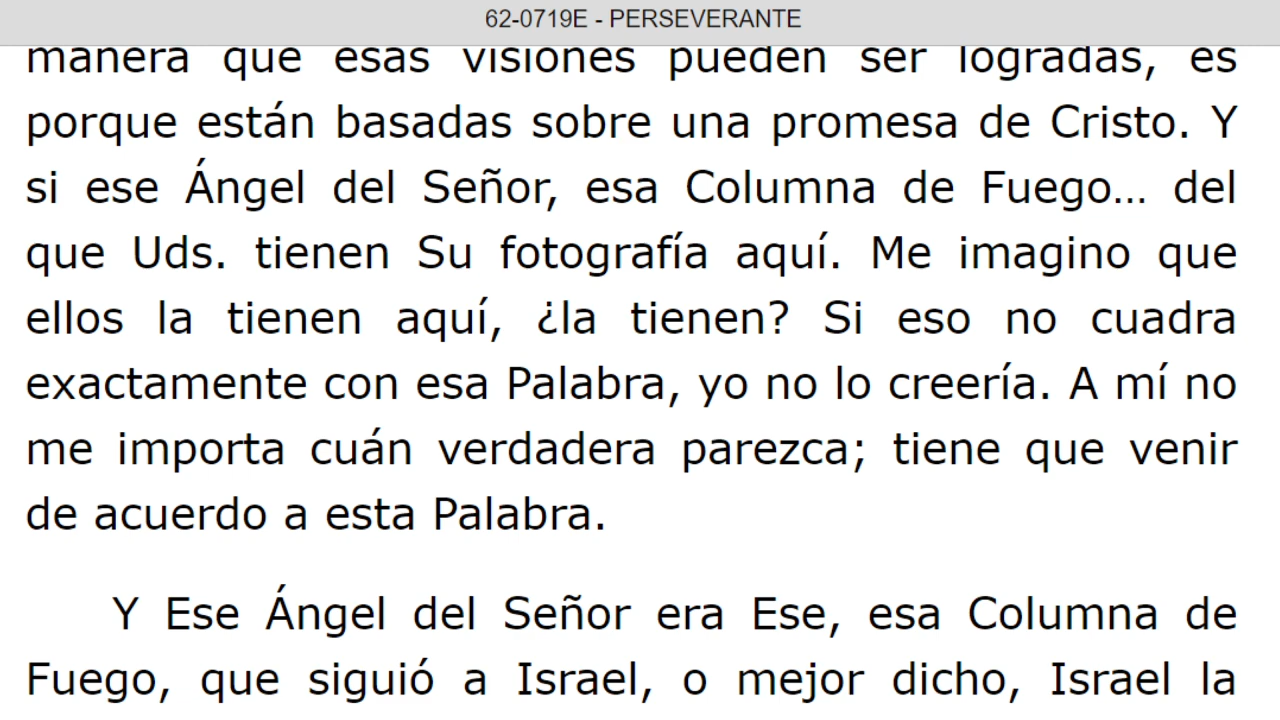 62-0719E - PERSEVERANTE
manera que esas visiones pueden ser logradas, es
porque están basadas sobre una promesa de Cristo. Y
si ese Ángel del Señor, esa Columna de Fuego… del
que Uds. tienen Su fotografía aquí. Me imagino que
ellos la tienen aquí, ¿la tienen? Si eso no cuadra
exactamente con esa Palabra, yo no lo creería. A mí no
me importa cuán verdadera parezca; tiene que venir
de acuerdo a esta Palabra.
Y Ese Ángel del Señor era Ese, esa Columna de
Fuego, que siguió a Israel, o mejor dicho, Israel la